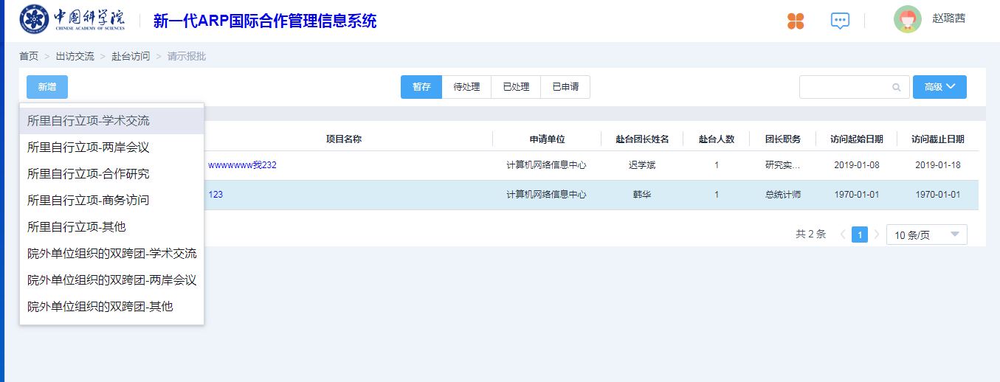 中国科学院
CHINESE ACADEMY OF SCIENCES
新一代ARP国际合作管理信息系统
赵璐茜
首页 > 出访交流 > 赴台访问 > 请示报批
新增
暂存 待处理 已处理 已申请
高级
所里自行立项-学术交流
所里自行立项-两岸会议
所里自行立项-合作研究
所里自行立项-商务访问
所里自行立项-其他
院外单位组织的双跨团-学术交流
院外单位组织的双跨团-两岸会议
院外单位组织的双跨团-其他
项目名称 申请单位 赴台团长姓名 赴台人数 团长职务 访问起始日期 访问截止日期
wwwwwww我232 计算机网络信息中心 迟学斌 1 研究实... 2019-01-08 2019-01-18
123 计算机网络信息中心 韩华 1 总统计师 1970-01-01 1970-01-01
共 2 条 1 10 条/页